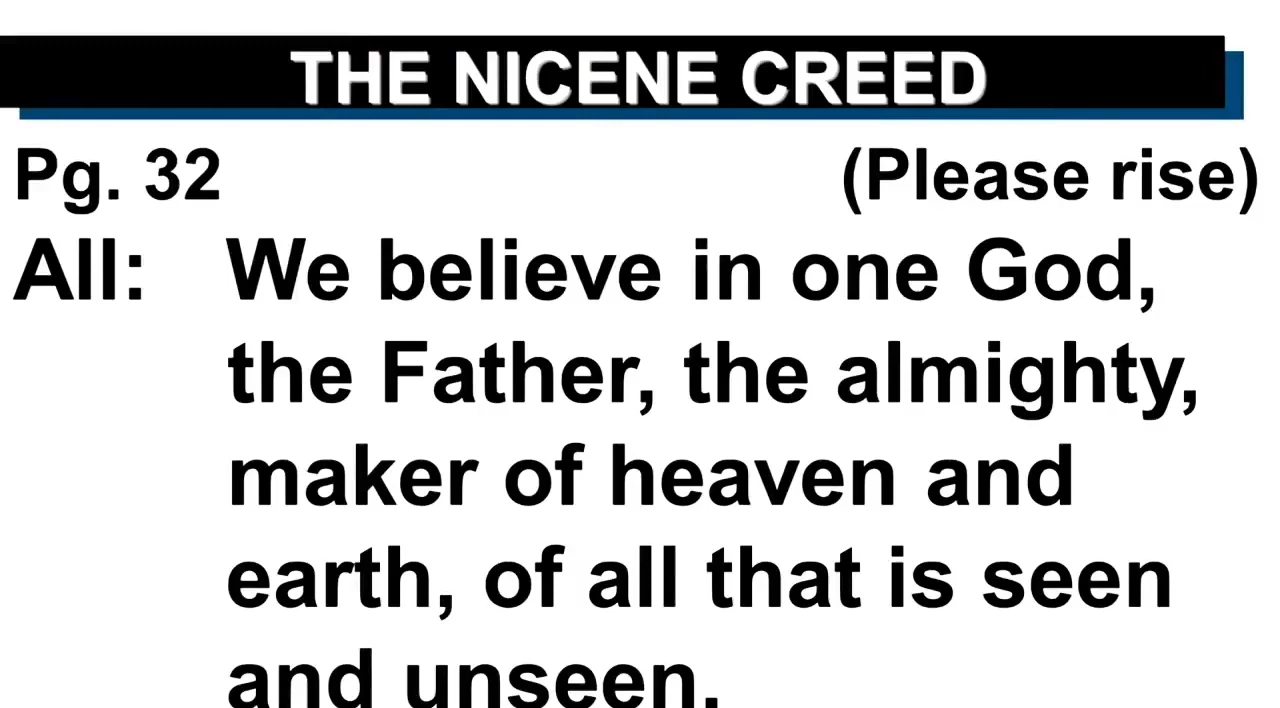 THE NICENE CREED
Pg. 32 (Please rise)
All: We believe in one God,
the Father, the almighty,
maker of heaven and
earth, of all that is seen
and unseen.